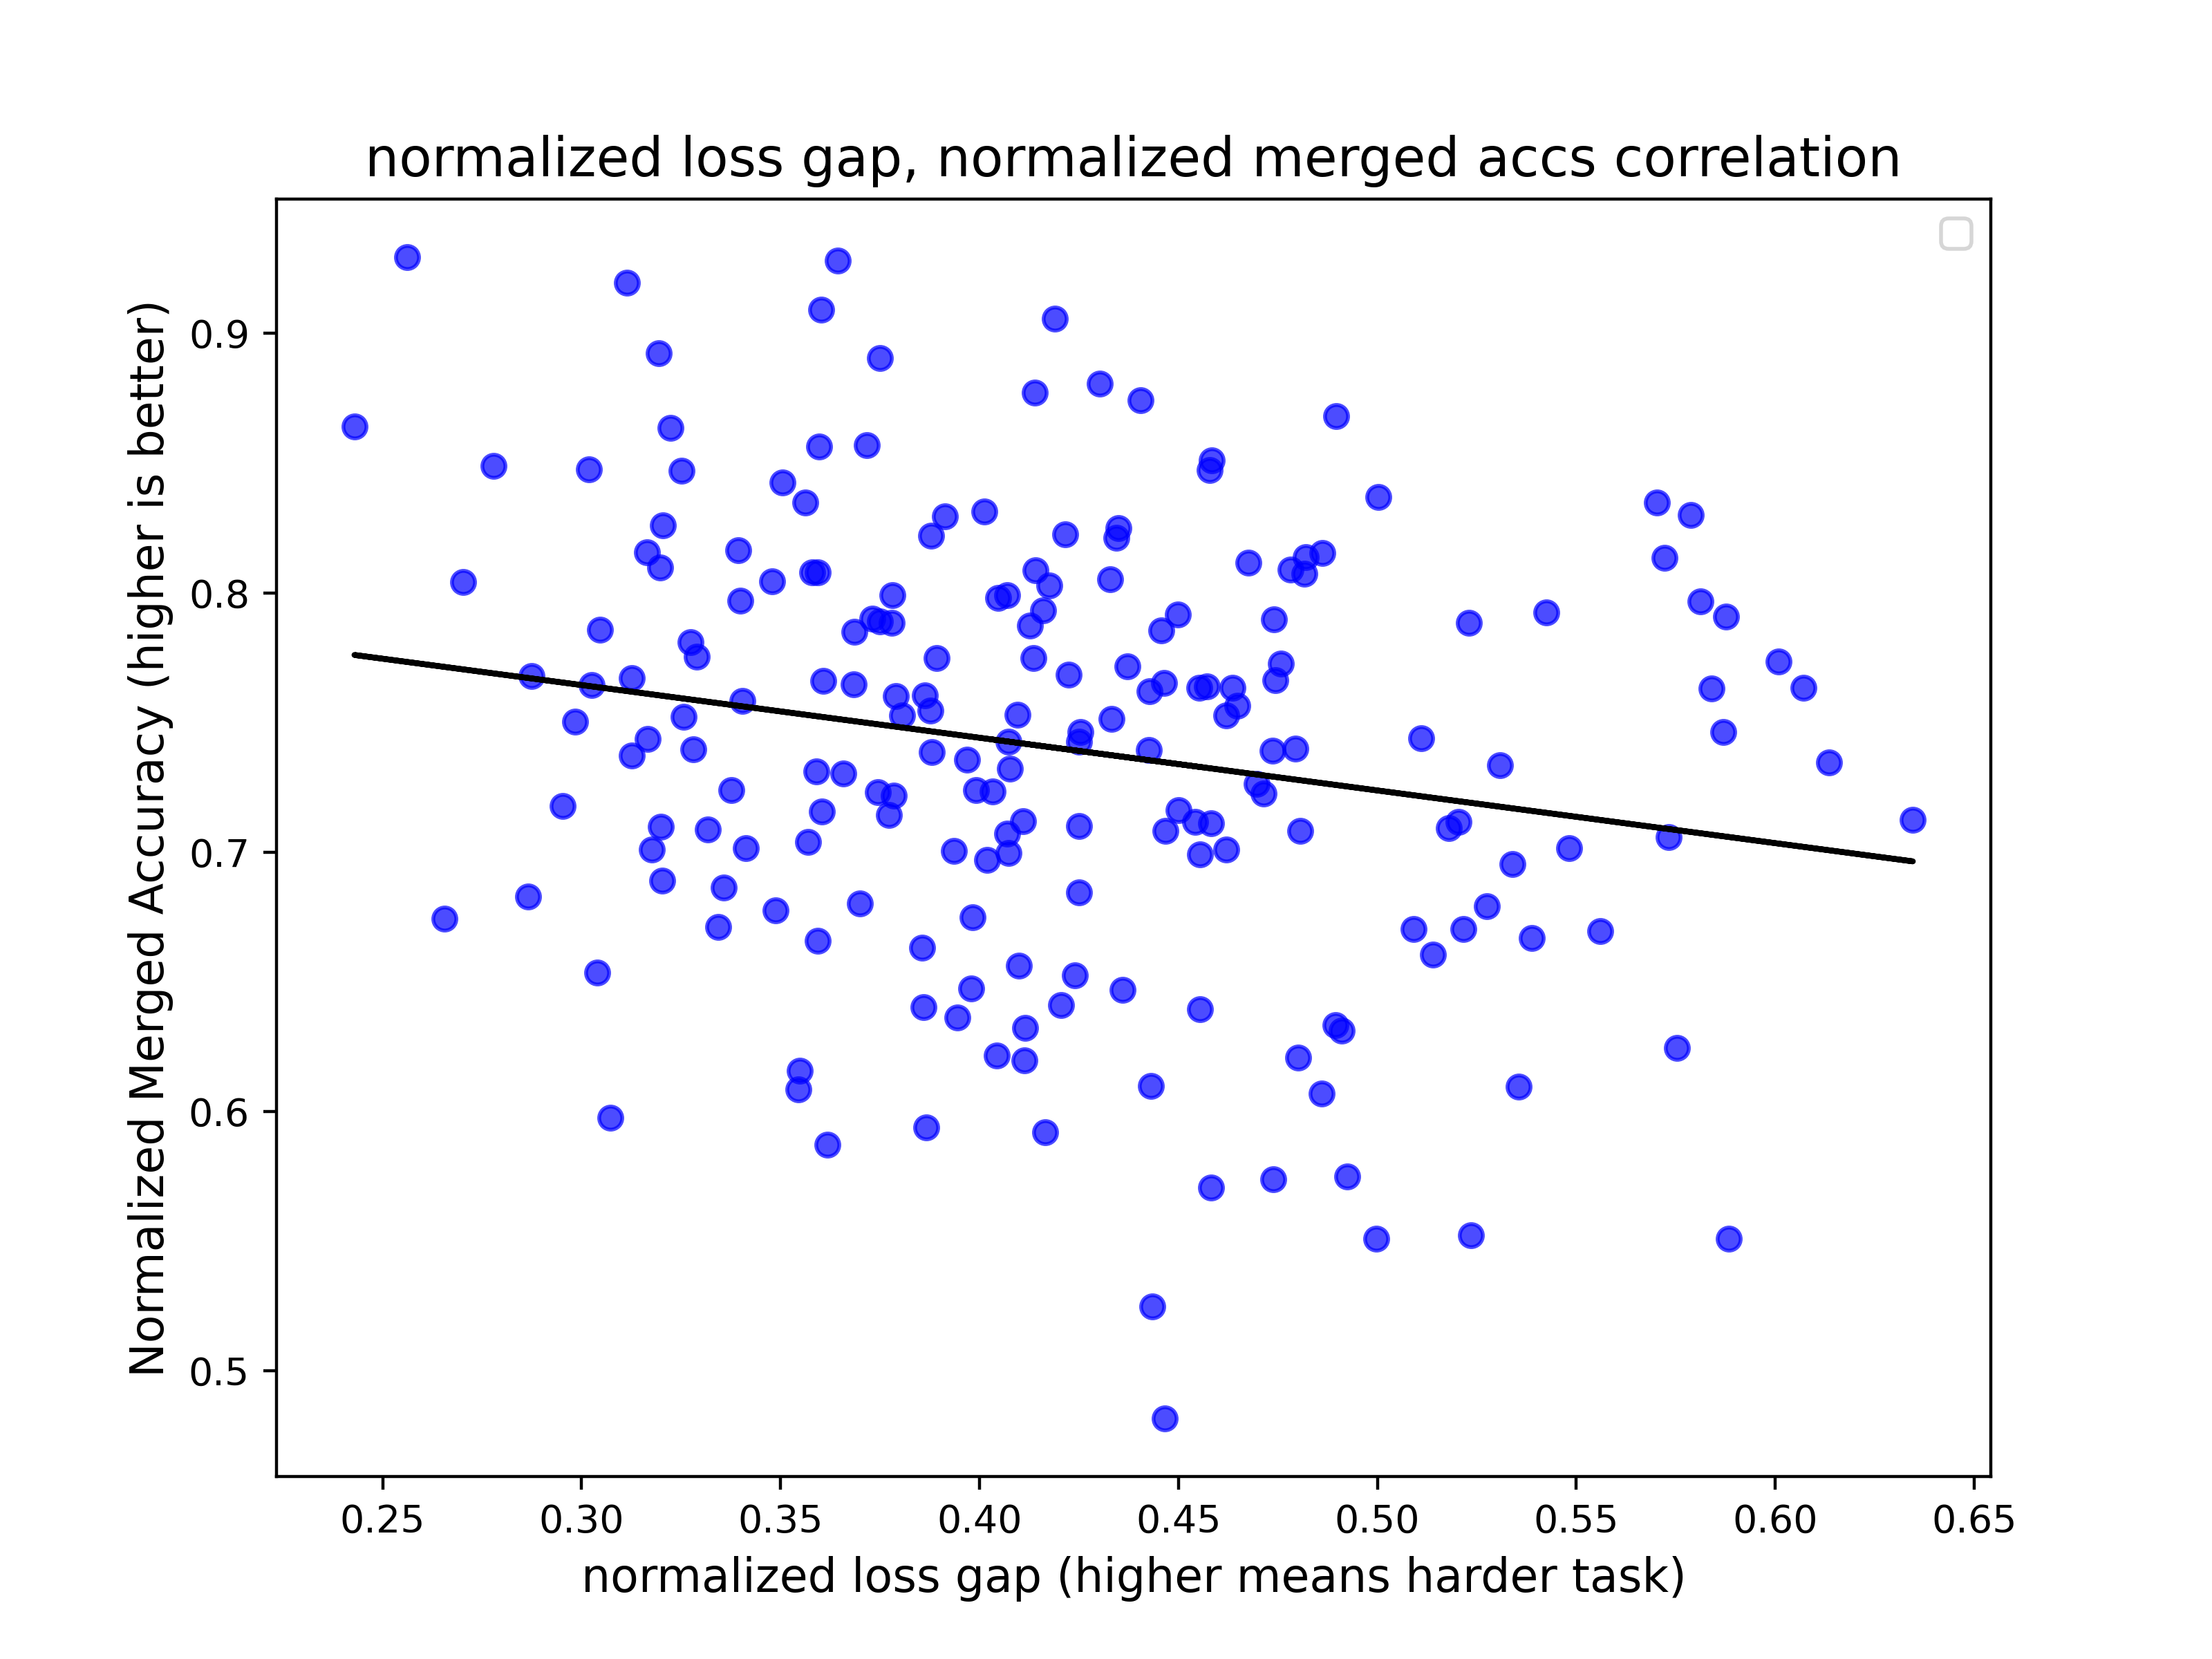 normalized loss gap, normalized merged accs correlation
Normalized Merged Accuracy (higher is better)
0.9
0.8
0.7
0.6
0.5
0.25 0.30 0.35 0.40 0.45 0.50 0.55 0.60 0.65
normalized loss gap (higher means harder task)